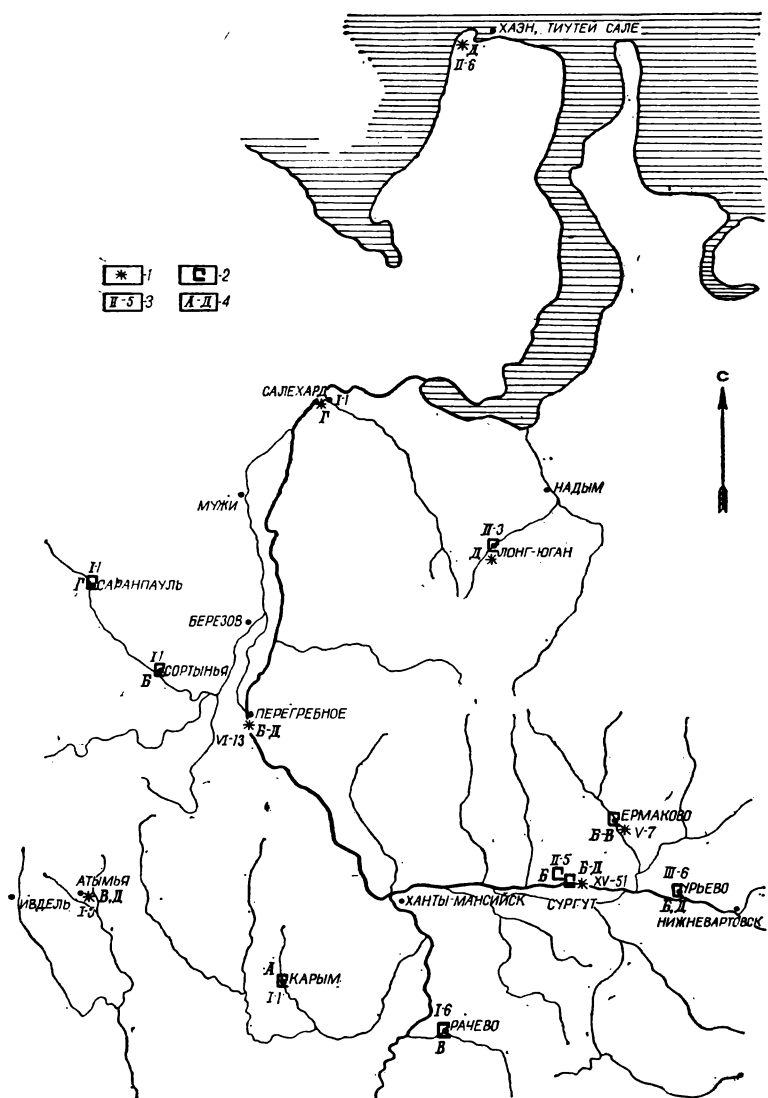 ХАЭН, ТИУТЕЙ САЛЕ
Д
II-6
1
2
II-5 3
А-Д 4
С
САЛЕХАРД
I-1
Г
МУЖИ
НАДЫМ
II-3
Д ЛОНГ-ЮГАН
I-1
Г САРАНПАУЛЬ
БЕРЕЗОВ
I-1
СОРТЫНЬЯ
Б
ПЕРЕГРЕБНОЕ
VI-13 Б-Д
ЕРМАКОВО
Б-В V-7
II-5
Б Б-Д
XV-51
СУРГУТ
III-6
УРЬЕВО
Б,Д
НИЖНЕВАРТОВСК
АТЫМЬЯ
В,Д
I-5
ИВДЕЛЬ
ХАНТЫ-МАНСИЙСК
А
КАРЫМ
I-1
I-6
РАЧЕВО
В